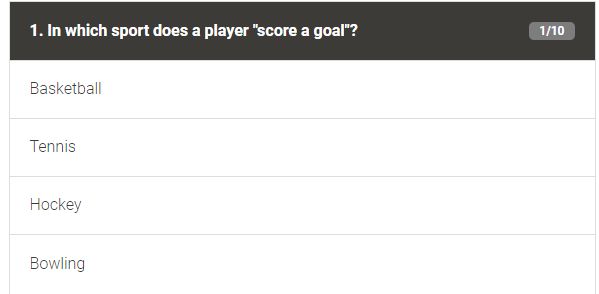 1. In which sport does a player "score a goal"?
1/10
Basketball
Tennis
Hockey
Bowling